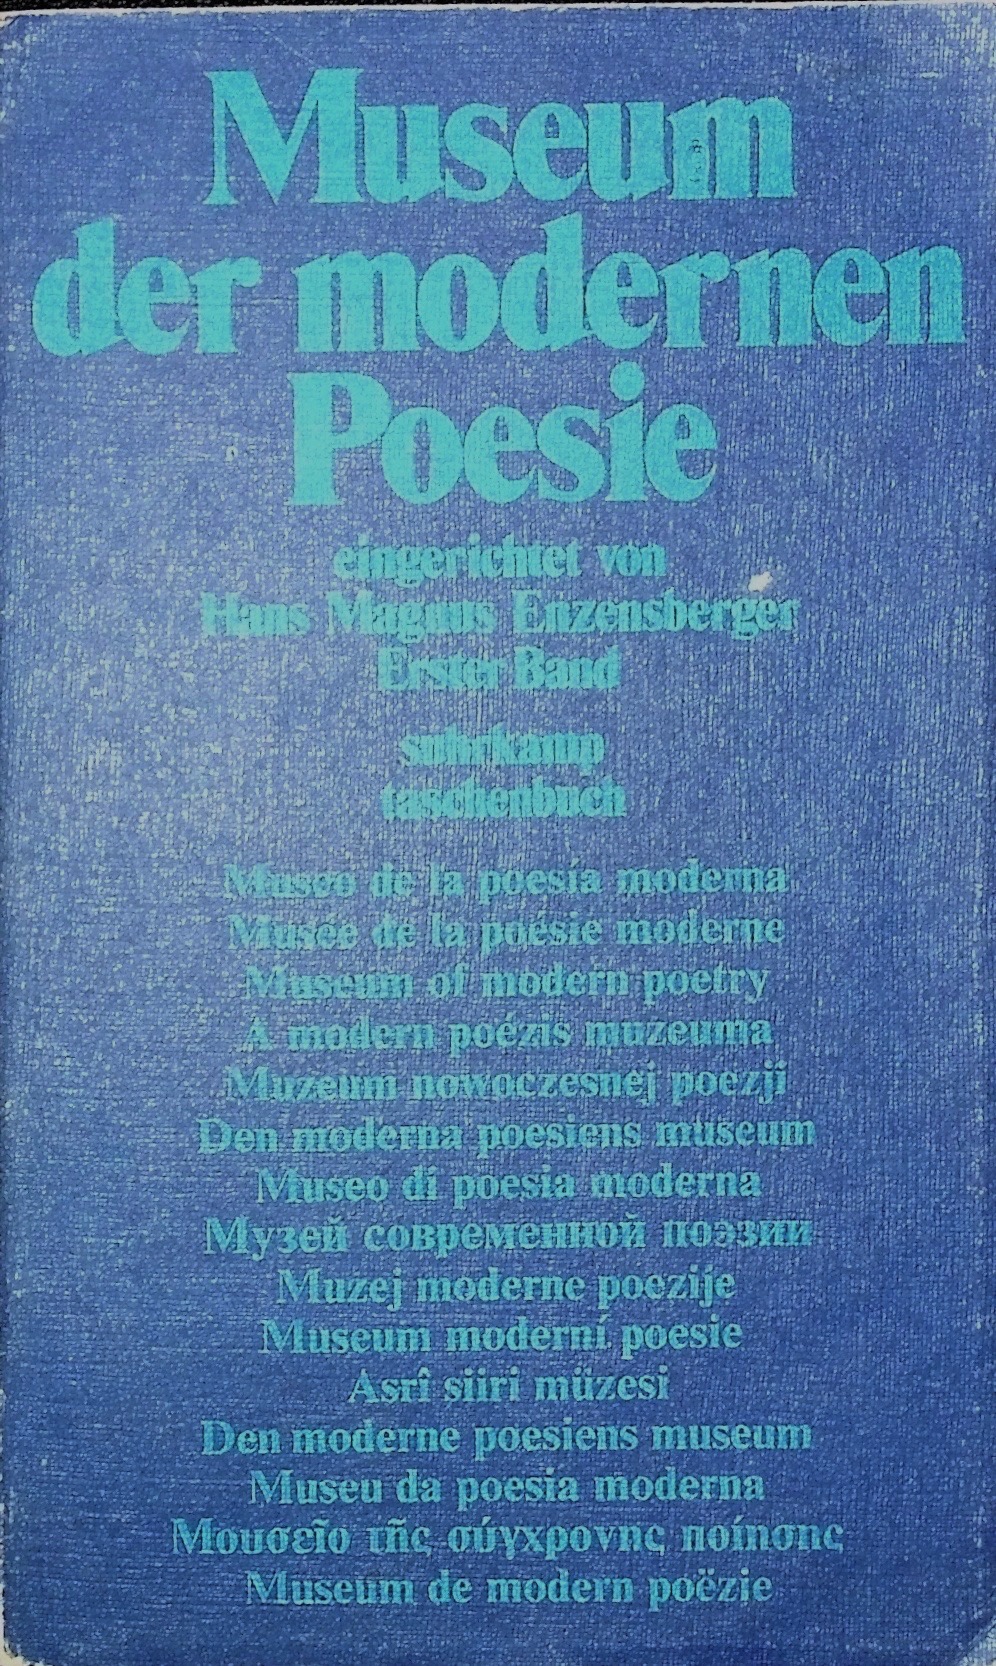 Museum
der modernen
Poesie
eingerichtet von
Hans Magnus Enzensberger
Erster Band
suhrkamp
taschenbuch
Museo de la poesía moderna
Musée de la poésie moderne
Museum of modern poetry
A modern poézis muzeuma
Muzeum nowoczesnej poezji
Den moderna poesiens museum
Museo di poesia moderna
Музей современной поэзии
Muzej moderne poezije
Museum moderní poesie
Asrî siiri müzesi
Den moderne poesiens museum
Museu da poesia moderna
Μουσεῖο τῆς σύγχρονης ποίησης
Museum de modern poëzie